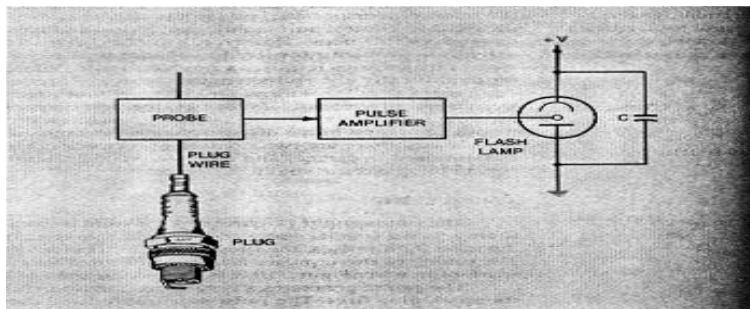 +V
PROBE
PULSE
AMPLIFIER
C
FLASH
LAMP
PLUG
WIRE
PLUG